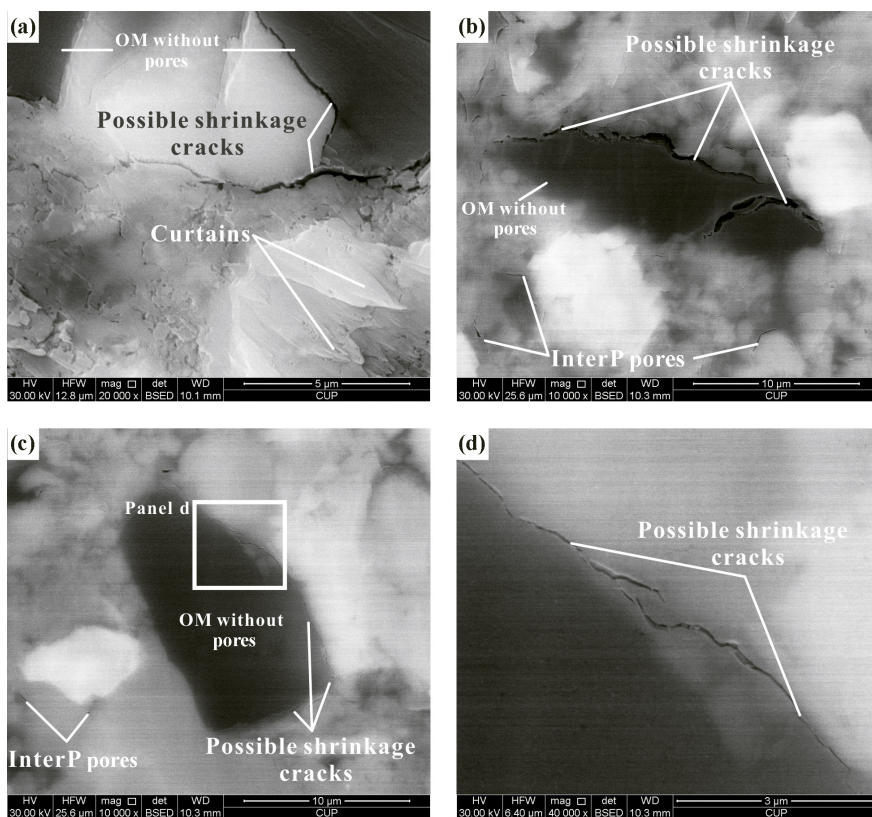 (a)
OM without
pores
Possible shrinkage
cracks
Curtains
HV HFW mag □ det WD 5 µm
30.00 kV 12.8 µm 20 000 x BSED 10.1 mm CUP
(b)
Possible shrinkage
cracks
OM without
pores
InterP pores
HV HFW mag □ det WD 10 µm
30.00 kV 25.6 µm 10 000 x BSED 10.3 mm CUP
(c)
Panel d
OM without
pores
InterP pores
Possible shrinkage
cracks
HV HFW mag □ det WD 10 µm
30.00 kV 25.6 µm 10 000 x BSED 10.3 mm CUP
(d)
Possible shrinkage
cracks
HV HFW mag □ det WD 3 µm
30.00 kV 6.40 µm 40 000 x BSED 10.3 mm CUP